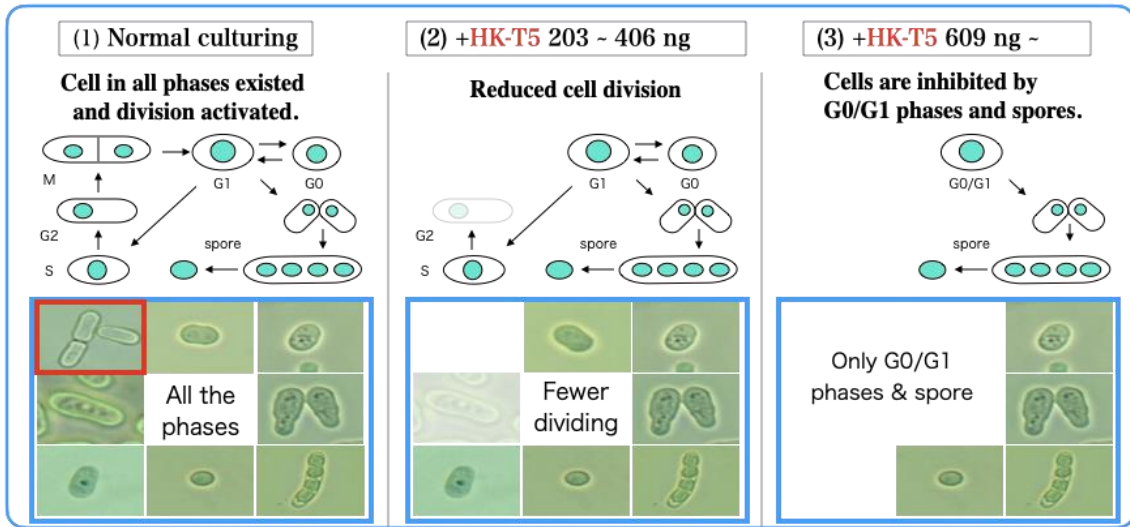 (1) Normal culturing
Cell in all phases existed
and division activated.
M
G1
G0
G2
S
spore
All the
phases
(2) +HK-T5 203 ~ 406 ng
Reduced cell division
G1
G0
G2
S
spore
Fewer
dividing
(3) +HK-T5 609 ng ~
Cells are inhibited by
G0/G1 phases and spores.
G0/G1
spore
Only G0/G1
phases & spore